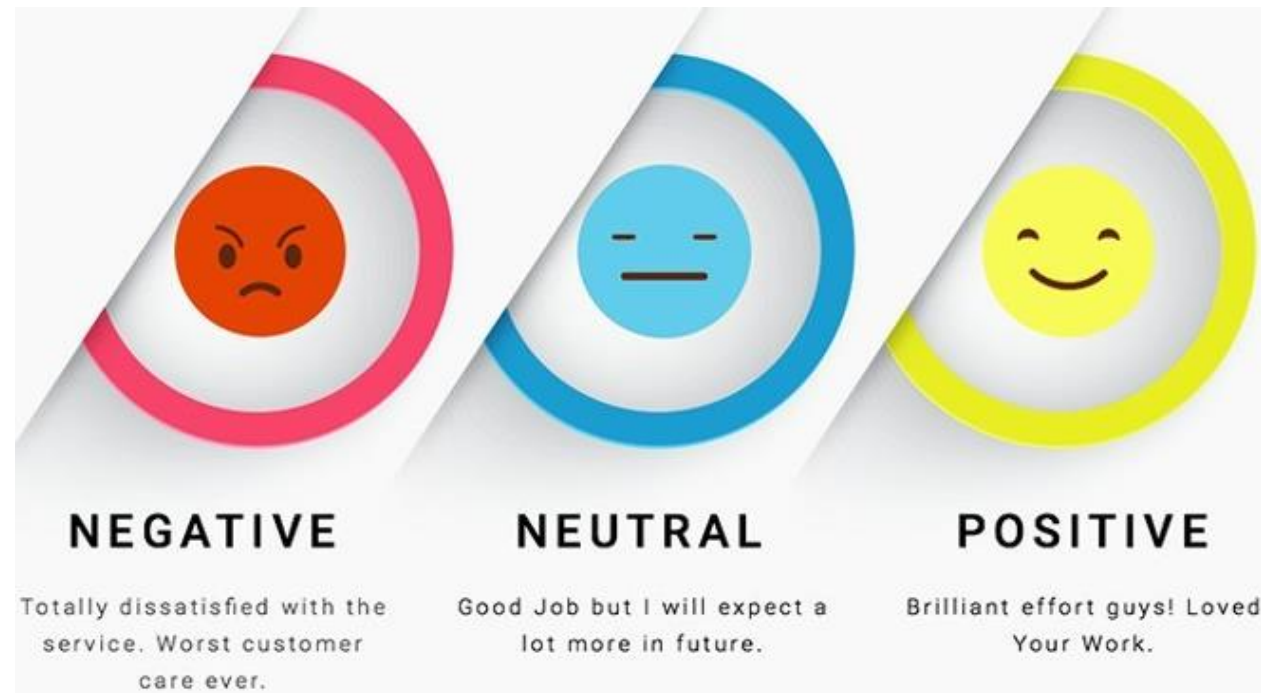 NEGATIVE
Totally dissatisfied with the
service. Worst customer
care ever.
NEUTRAL
Good Job but I will expect a
lot more in future.
POSITIVE
Brilliant effort guys! Loved
Your Work.